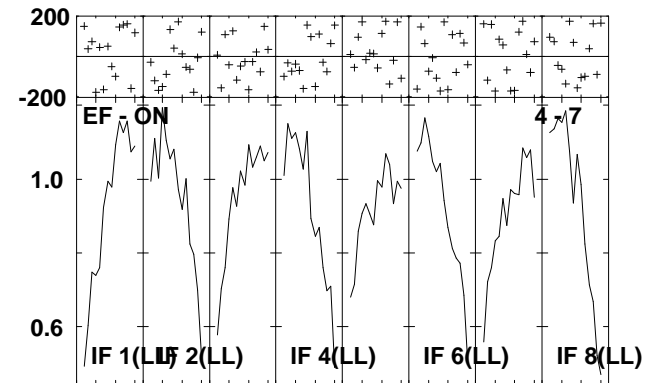 200
-200
EF - ON
4 - 7
1.0
0.6
IF 1(LL)
IF 2(LL)
IF 4(LL)
IF 6(LL)
IF 8(LL)